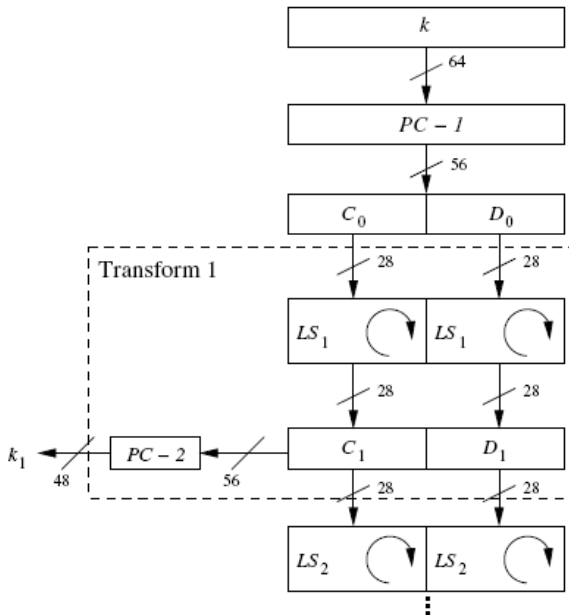 k
64
PC – 1
56
C0 D0
Transform 1
28 28
LS1 LS1
28 28
k1 48 PC – 2 56 C1 D1
28 28
LS2 LS2